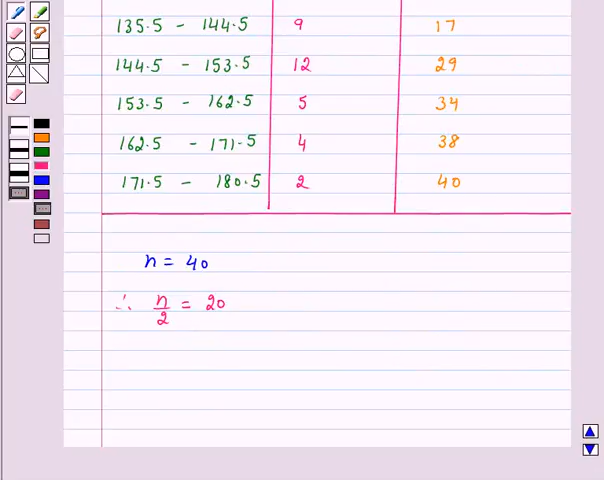 135.5 - 144.5 9 17
144.5 - 153.5 12 29
153.5 - 162.5 5 34
162.5 - 171.5 4 38
171.5 - 180.5 2 40
n = 40
∴ n/2 = 20